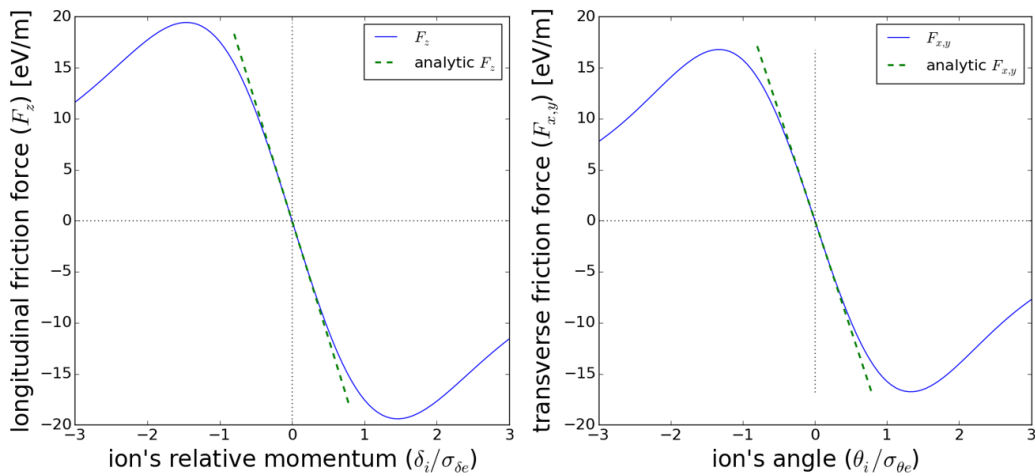 longitudinal friction force (F_z) [eV/m]
20
15
10
5
0
−5
−10
−15
−20
F_z
analytic F_z
−3 −2 −1 0 1 2 3
ion's relative momentum (δ_i/σ_δe)
transverse friction force (F_x,y) [eV/m]
20
15
10
5
0
−5
−10
−15
−20
F_x,y
analytic F_x,y
−3 −2 −1 0 1 2 3
ion's angle (θ_i/σ_θe)